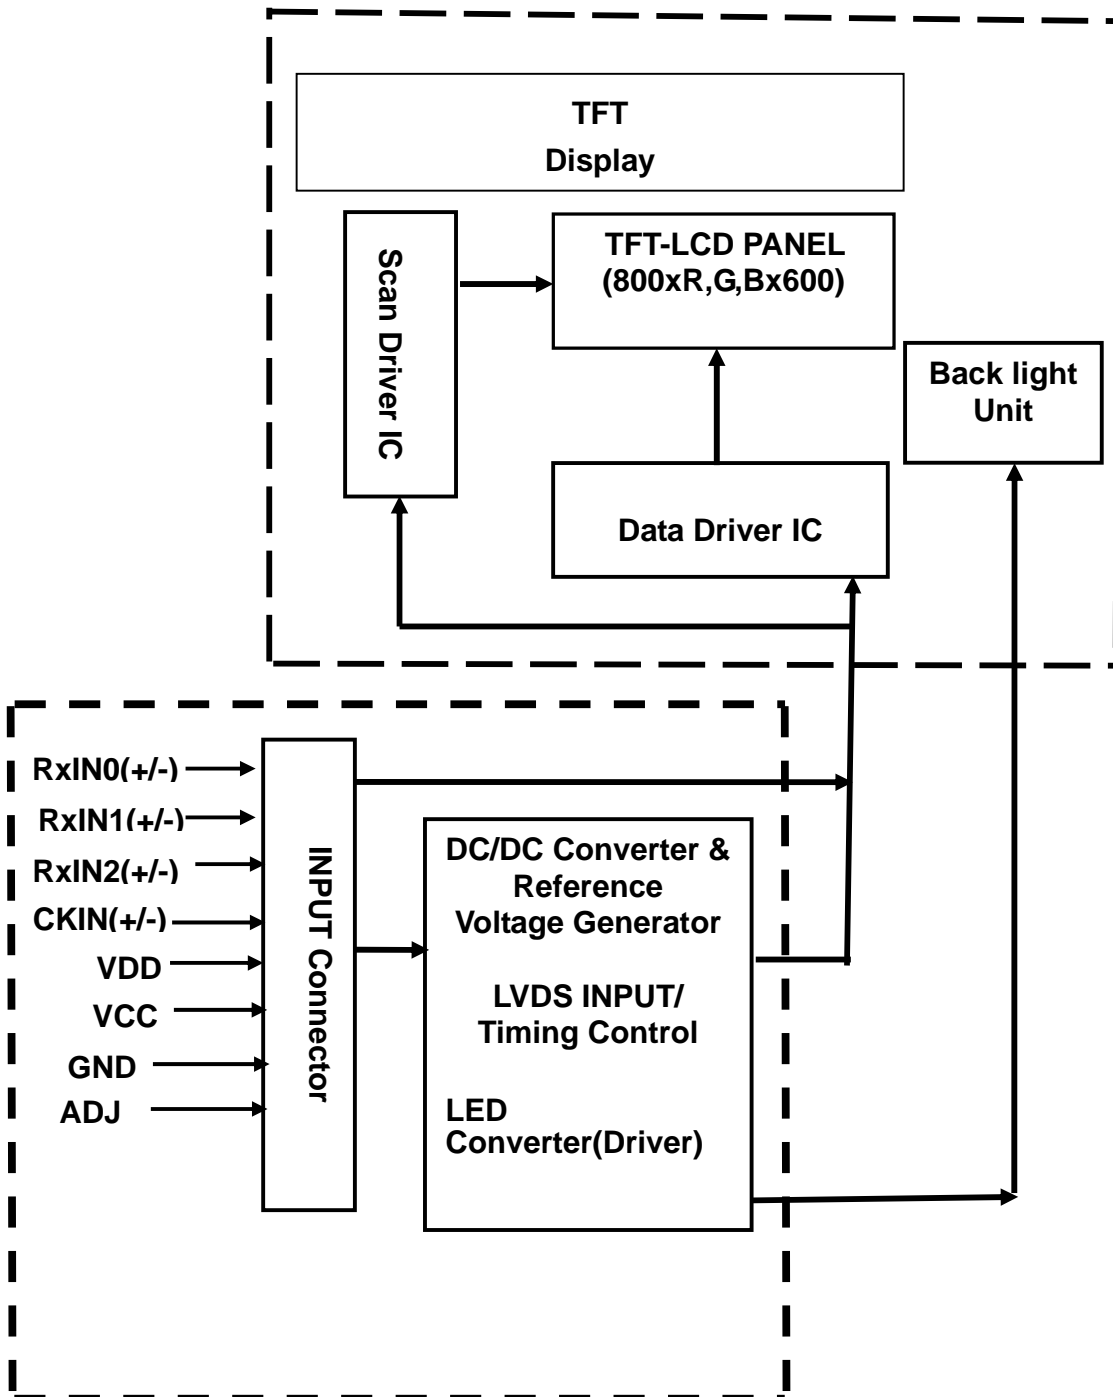 TFT
Display
Scan Driver IC
TFT-LCD PANEL
(800xR,G,Bx600)
Back light
Unit
Data Driver IC
RxIN0(+/-)
RxIN1(+/-)
RxIN2(+/-)
CKIN(+/-)
VDD
VCC
GND
ADJ
INPUT Connector
DC/DC Converter &
Reference
Voltage Generator
LVDS INPUT/
Timing Control
LED
Converter(Driver)